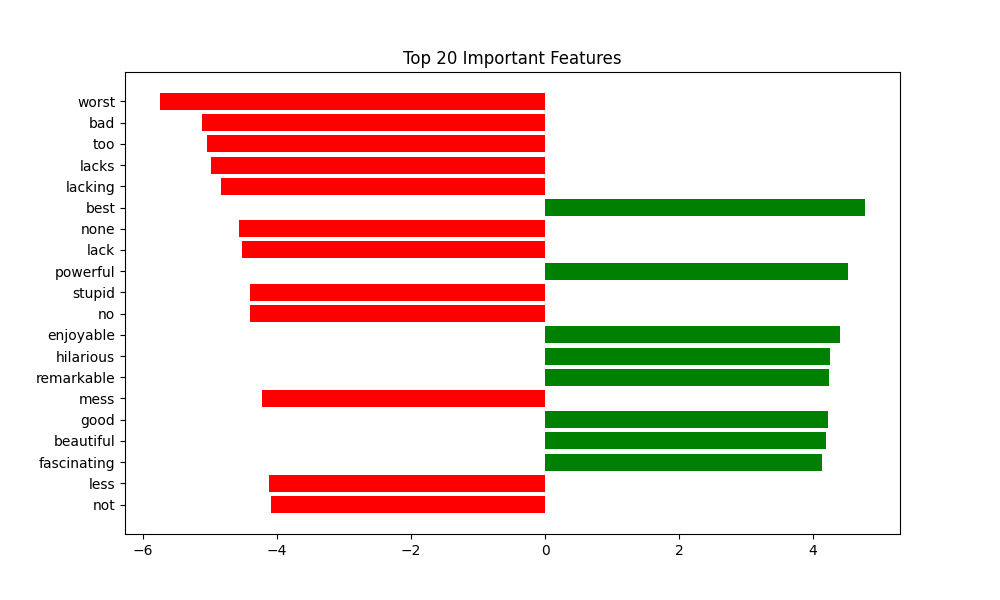 Top 20 Important Features
worst
bad
too
lacks
lacking
best
none
lack
powerful
stupid
no
enjoyable
hilarious
remarkable
mess
good
beautiful
fascinating
less
not
−6 −4 −2 0 2 4